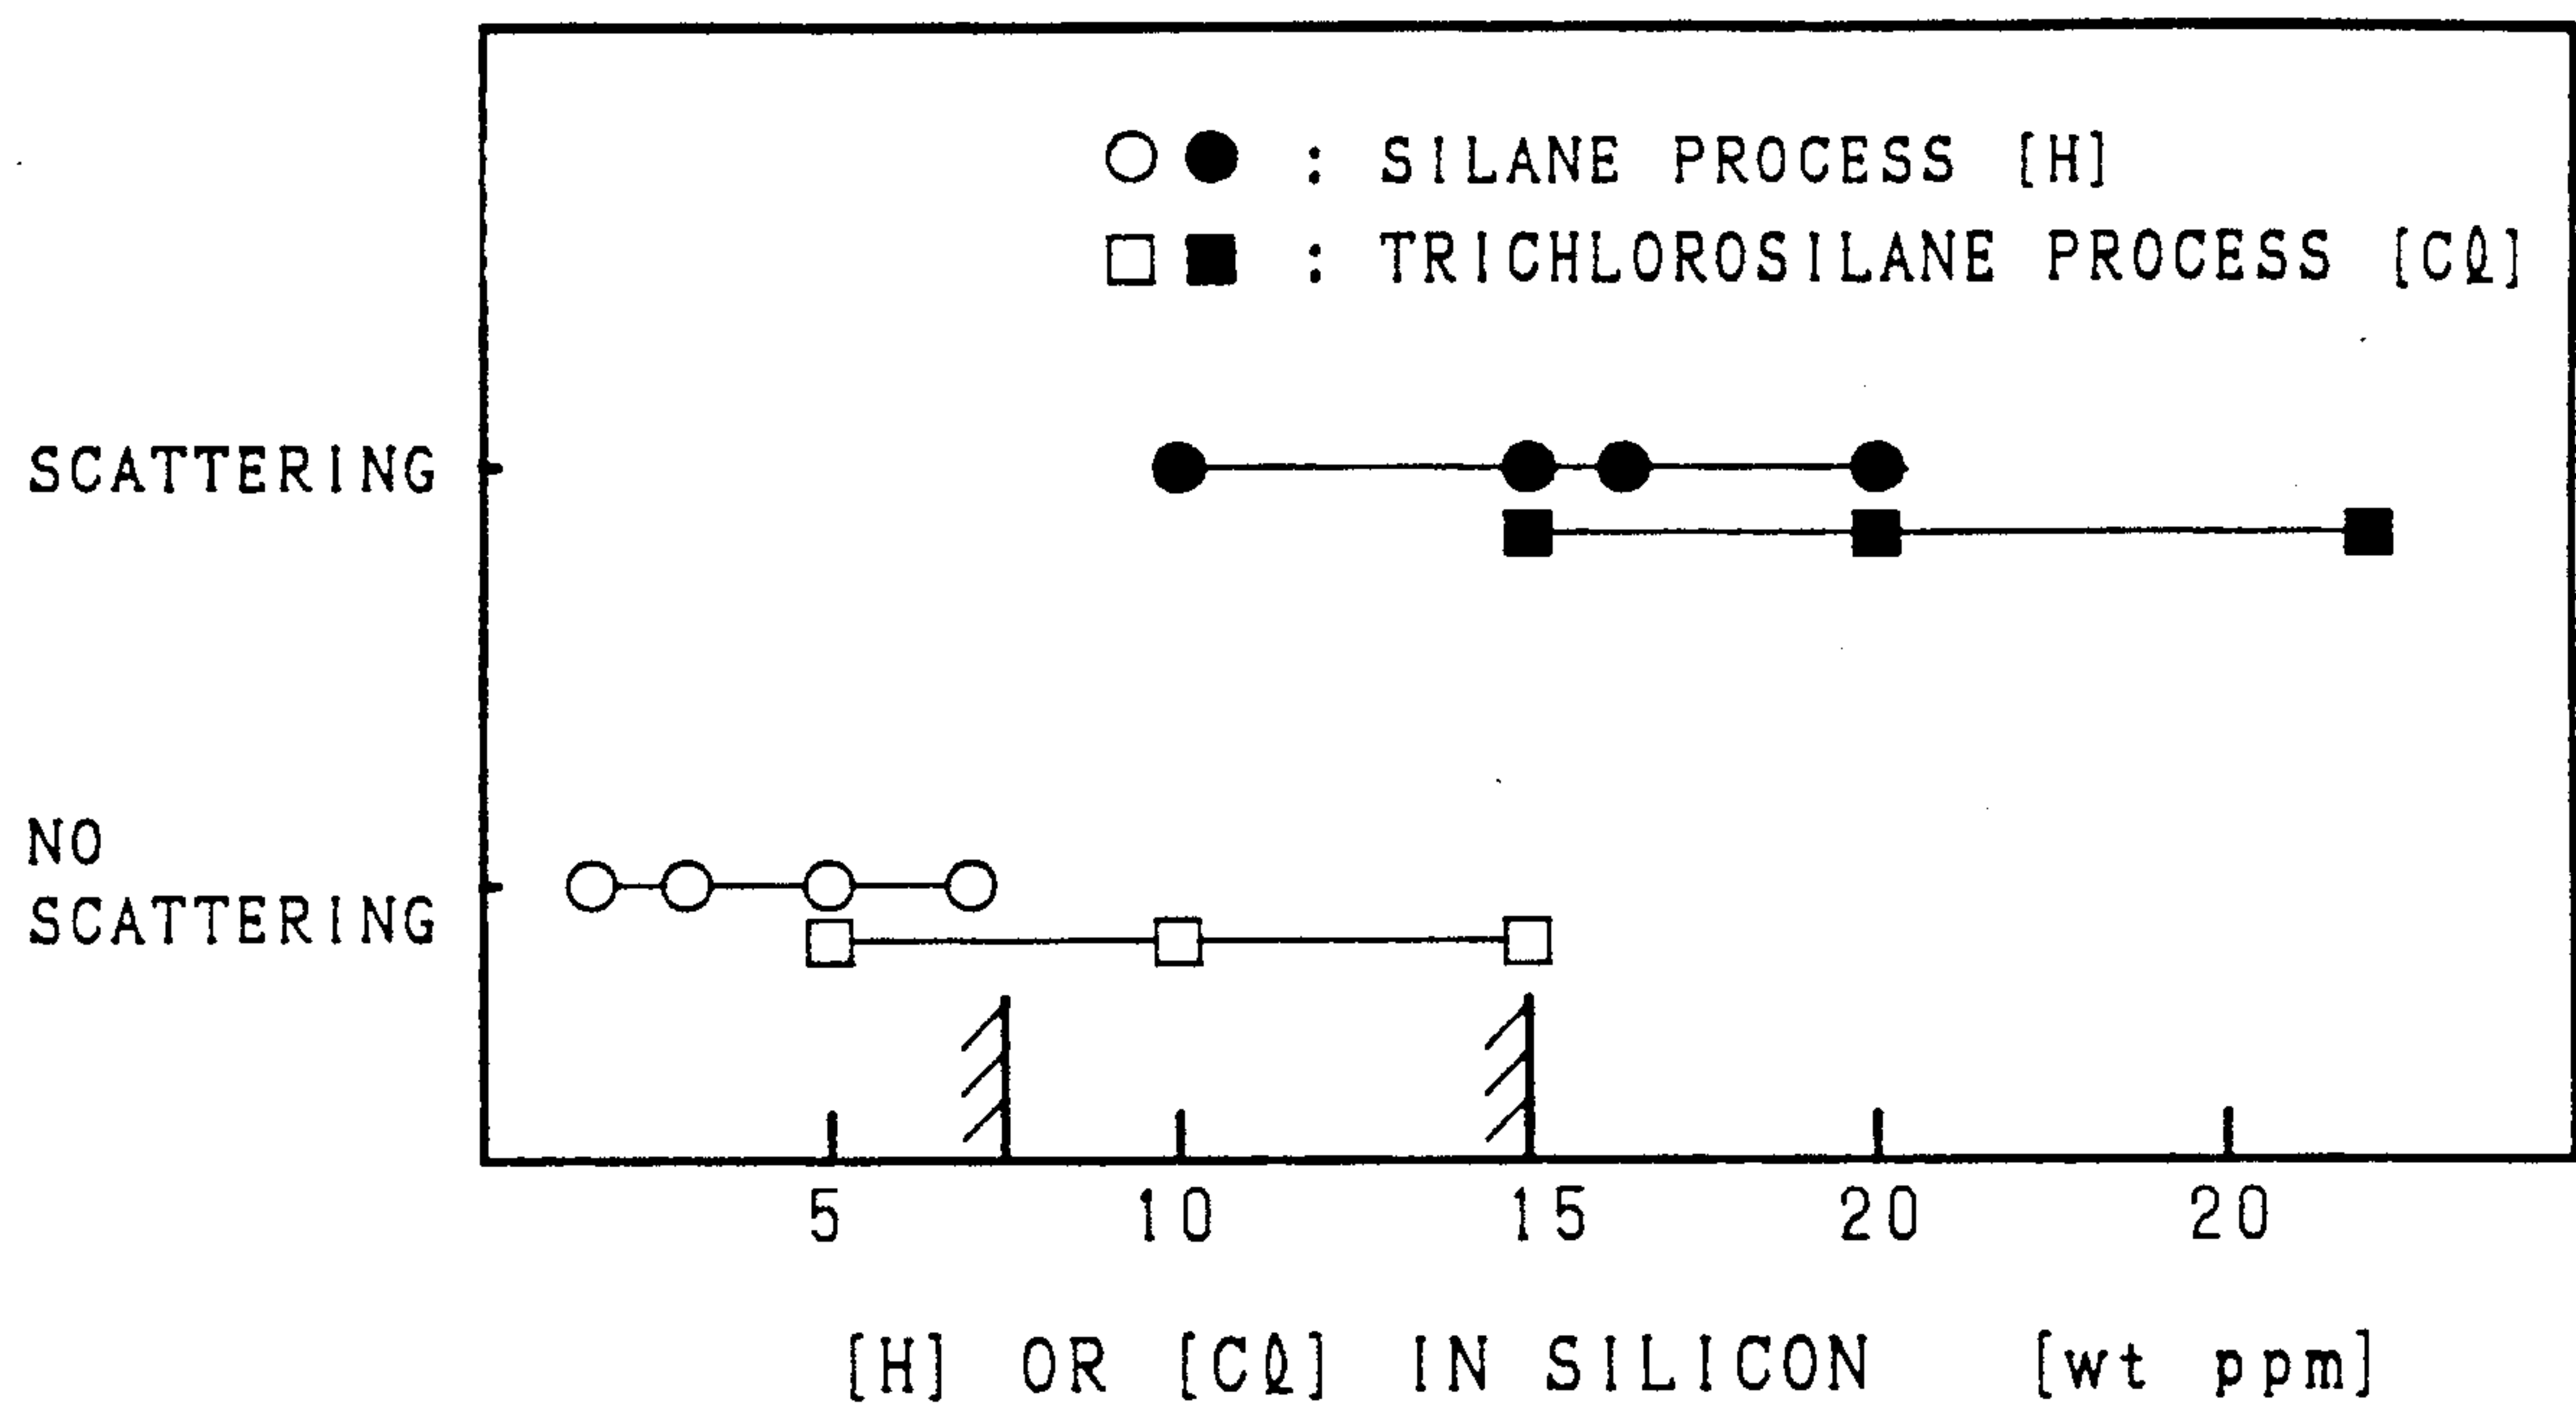 : SILANE PROCESS [H]
: TRICHLOROSILANE PROCESS [Cℓ]
SCATTERING
NO
SCATTERING
5 10 15 20 20
[H] OR [Cℓ] IN SILICON [wt ppm]